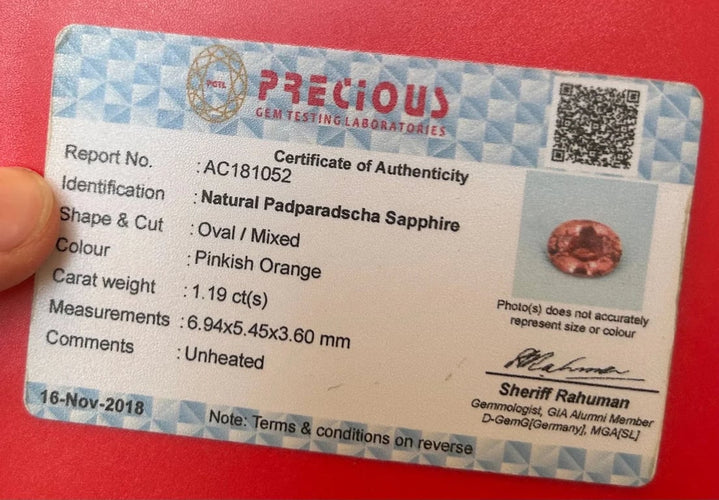 PGTL
PRECIOUS
GEM TESTING LABORATORIES
Certificate of Authenticity
Report No. : AC181052
Identification : Natural Padparadscha Sapphire
Shape & Cut : Oval / Mixed
Colour : Pinkish Orange
Carat weight : 1.19 ct(s)
Measurements : 6.94x5.45x3.60 mm
Comments : Unheated
Photo(s) does not accurately
represent size or colour
Sheriff Rahuman
Gemmologist, GIA Alumni Member
D-GemG[Germany], MGA[SL]
16-Nov-2018
Note: Terms & conditions on reverse